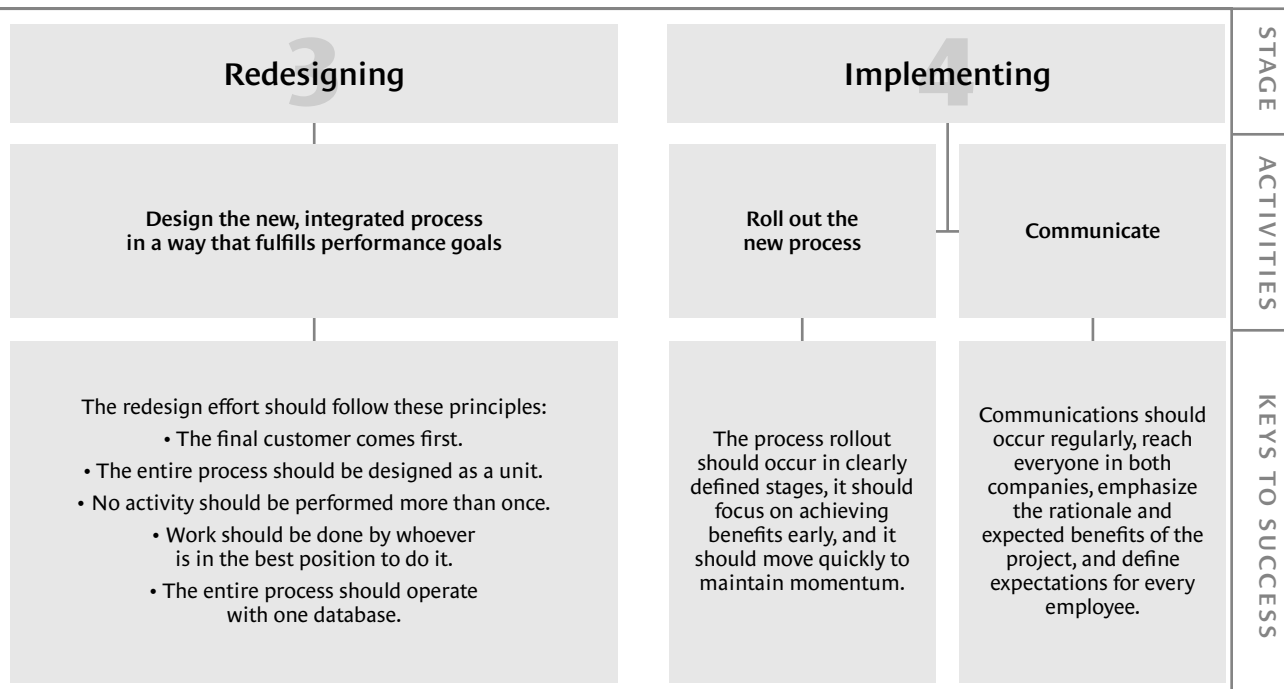 3
Redesigning
4
Implementing
STAGE
Design the new, integrated process
in a way that fulfills performance goals
Roll out the
new process
Communicate
ACTIVITIES
The redesign effort should follow these principles:
• The final customer comes first.
• The entire process should be designed as a unit.
• No activity should be performed more than once.
• Work should be done by whoever
is in the best position to do it.
• The entire process should operate
with one database.
The process rollout
should occur in clearly
defined stages, it should
focus on achieving
benefits early, and it
should move quickly to
maintain momentum.
Communications should
occur regularly, reach
everyone in both
companies, emphasize
the rationale and
expected benefits of the
project, and define
expectations for every
employee.
KEYS TO SUCCESS